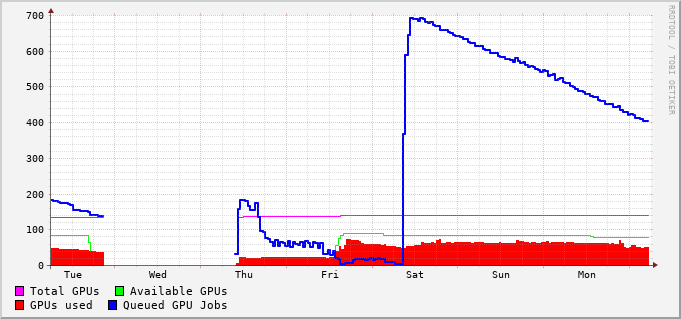 700
600
500
400
300
200
100
0
Tue Wed Thu Fri Sat Sun Mon
Total GPUs Available GPUs
GPUs used Queued GPU Jobs
RRDTOOL / TOBI OETIKER